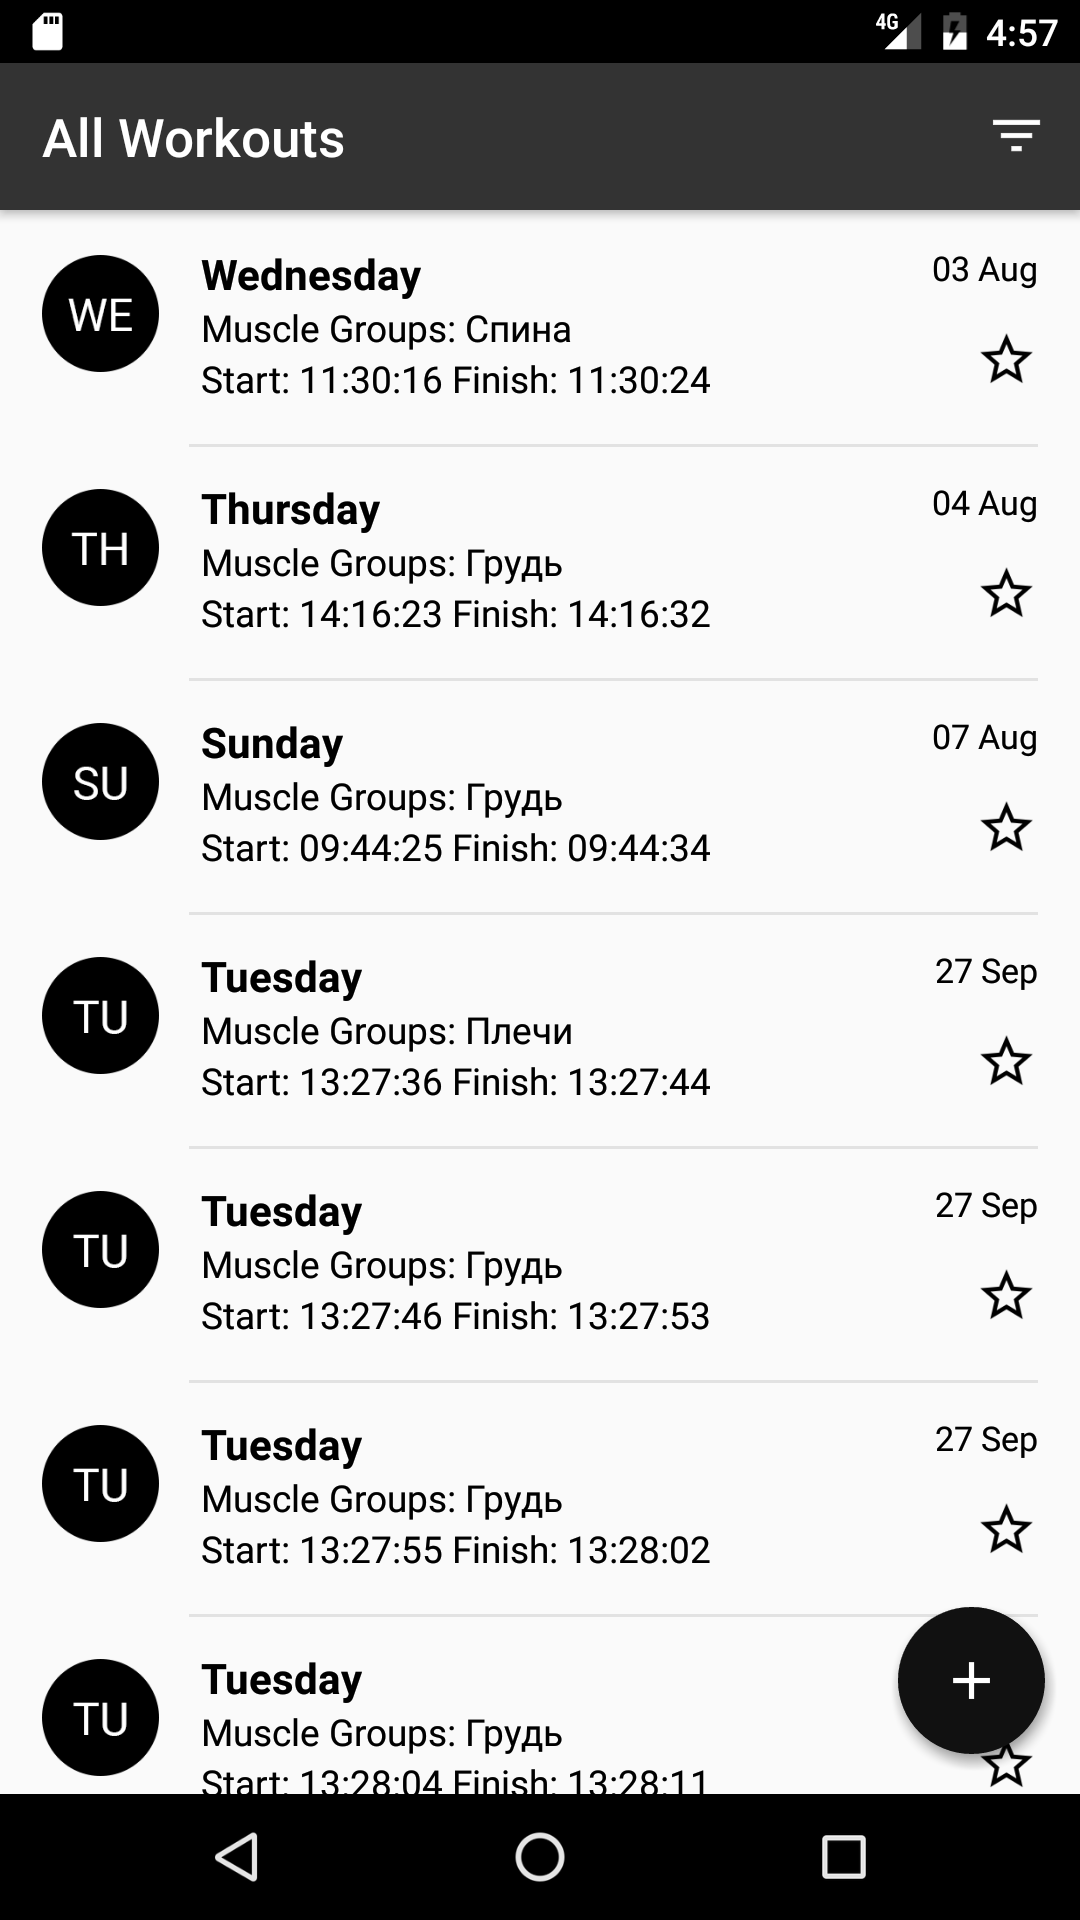 4G 4:57
All Workouts
WE
Wednesday
03 Aug
Muscle Groups: Спина
Start: 11:30:16 Finish: 11:30:24
TH
Thursday
04 Aug
Muscle Groups: Грудь
Start: 14:16:23 Finish: 14:16:32
SU
Sunday
07 Aug
Muscle Groups: Грудь
Start: 09:44:25 Finish: 09:44:34
TU
Tuesday
27 Sep
Muscle Groups: Плечи
Start: 13:27:36 Finish: 13:27:44
TU
Tuesday
27 Sep
Muscle Groups: Грудь
Start: 13:27:46 Finish: 13:27:53
TU
Tuesday
27 Sep
Muscle Groups: Грудь
Start: 13:27:55 Finish: 13:28:02
TU
Tuesday
Muscle Groups: Грудь
Start: 13:28:04 Finish: 13:28:11